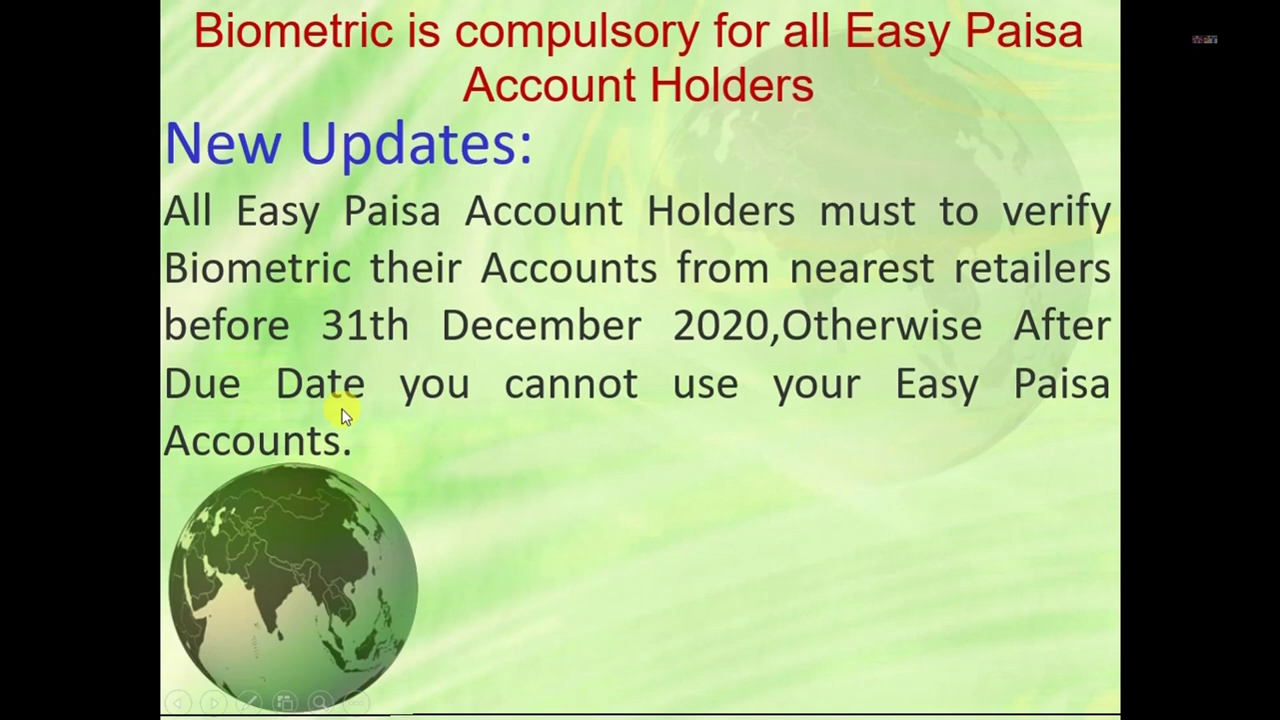 Biometric is compulsory for all Easy Paisa
Account Holders
New Updates:
All Easy Paisa Account Holders must to verify
Biometric their Accounts from nearest retailers
before 31th December 2020,Otherwise After
Due Date you cannot use your Easy Paisa
Accounts.